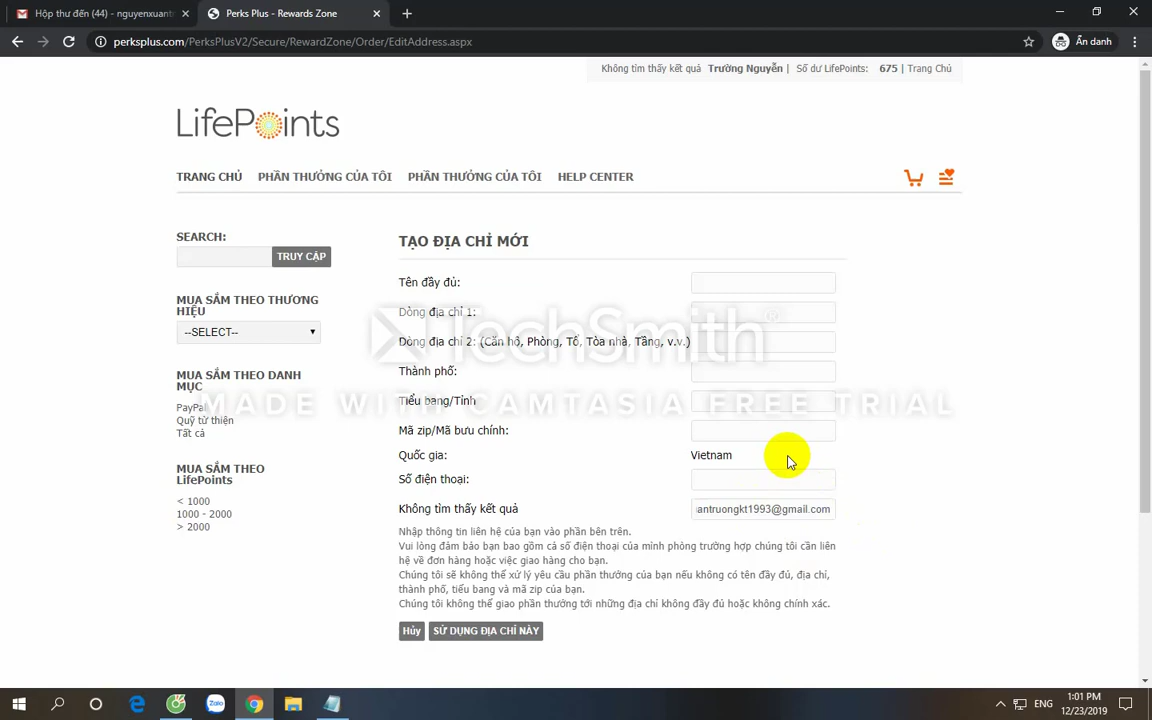 Hộp thư đến (44) - nguyenxuantr
Perks Plus - Rewards Zone
perksplus.com/PerksPlusV2/Secure/RewardZone/Order/EditAddress.aspx
Ẩn danh
Không tìm thấy kết quả Trường Nguyễn | Số dư LifePoints: 675 | Trang Chủ
LifePoints
TRANG CHỦ PHẦN THƯỞNG CỦA TÔI PHẦN THƯỞNG CỦA TÔI HELP CENTER
SEARCH:
TRUY CẬP
MUA SẮM THEO THƯƠNG
HIỆU
--SELECT--
MUA SẮM THEO DANH
MỤC
PayPal
Quỹ từ thiện
Tất cả
MUA SẮM THEO
LifePoints
< 1000
1000 - 2000
> 2000
TẠO ĐỊA CHỈ MỚI
Tên đầy đủ:
Dòng địa chỉ 1:
Dòng địa chỉ 2: (Căn hộ, Phòng, Tổ, Tòa nhà, Tầng, v.v.)
Thành phố:
Tiểu bang/Tỉnh
Mã zip/Mã bưu chính:
Quốc gia: Vietnam
Số điện thoại:
Không tìm thấy kết quả antruongkt1993@gmail.com
Nhập thông tin liên hệ của bạn vào phần bên trên.
Vui lòng đảm bảo bạn bao gồm cả số điện thoại của mình phòng trường hợp chúng tôi cần liên
hệ về đơn hàng hoặc việc giao hàng cho bạn.
Chúng tôi sẽ không thể xử lý yêu cầu phần thưởng của bạn nếu không có tên đầy đủ, địa chỉ,
thành phố, tiểu bang và mã zip của bạn.
Chúng tôi không thể giao phần thưởng tới những địa chỉ không đầy đủ hoặc không chính xác.
Hủy SỬ DỤNG ĐỊA CHỈ NÀY
TechSmith®
MADE WITH CAMTASIA FREE TRIAL
Zalo
ENG
1:01 PM
12/23/2019